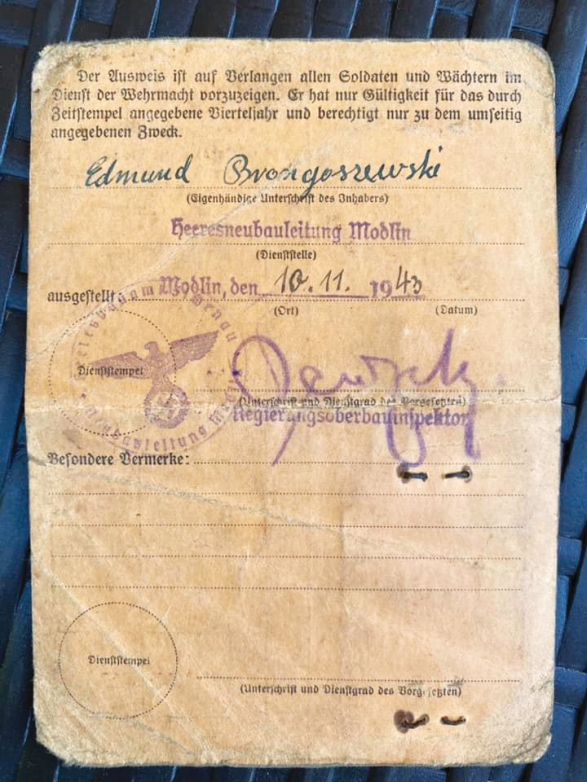 Der Ausweis ist auf Verlangen allen Soldaten und Wächtern im
Dienst der Wehrmacht vorzuzeigen. Er hat nur Gültigkeit für das durch
Zeitstempel angegebene Vierteljahr und berechtigt nur zu dem umseitig
angegebenen Zweck.
Edmund Brongoszewski
(Eigenhändige Unterschrift des Inhabers)
Heeresneubauleitung Modlin
(Dienststelle)
ausgestellt Modlin, den 10.11. 1943
(Ort) (Datum)
Dienststempel
(Unterschrift und Dienstgrad des Vorgesetzten)
Regierungsoberbauinspektor
Besondere Vermerke:
Dienststempel
(Unterschrift und Dienstgrad des Vorgesetzten)